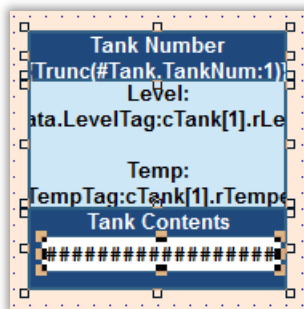 Tank Number
{Trunc(#Tank.TankNum:1)}
Level:
ata.LevelTag:cTank[1].rLe
Temp:
TempTag:cTank[1].rTempe
Tank Contents
##################